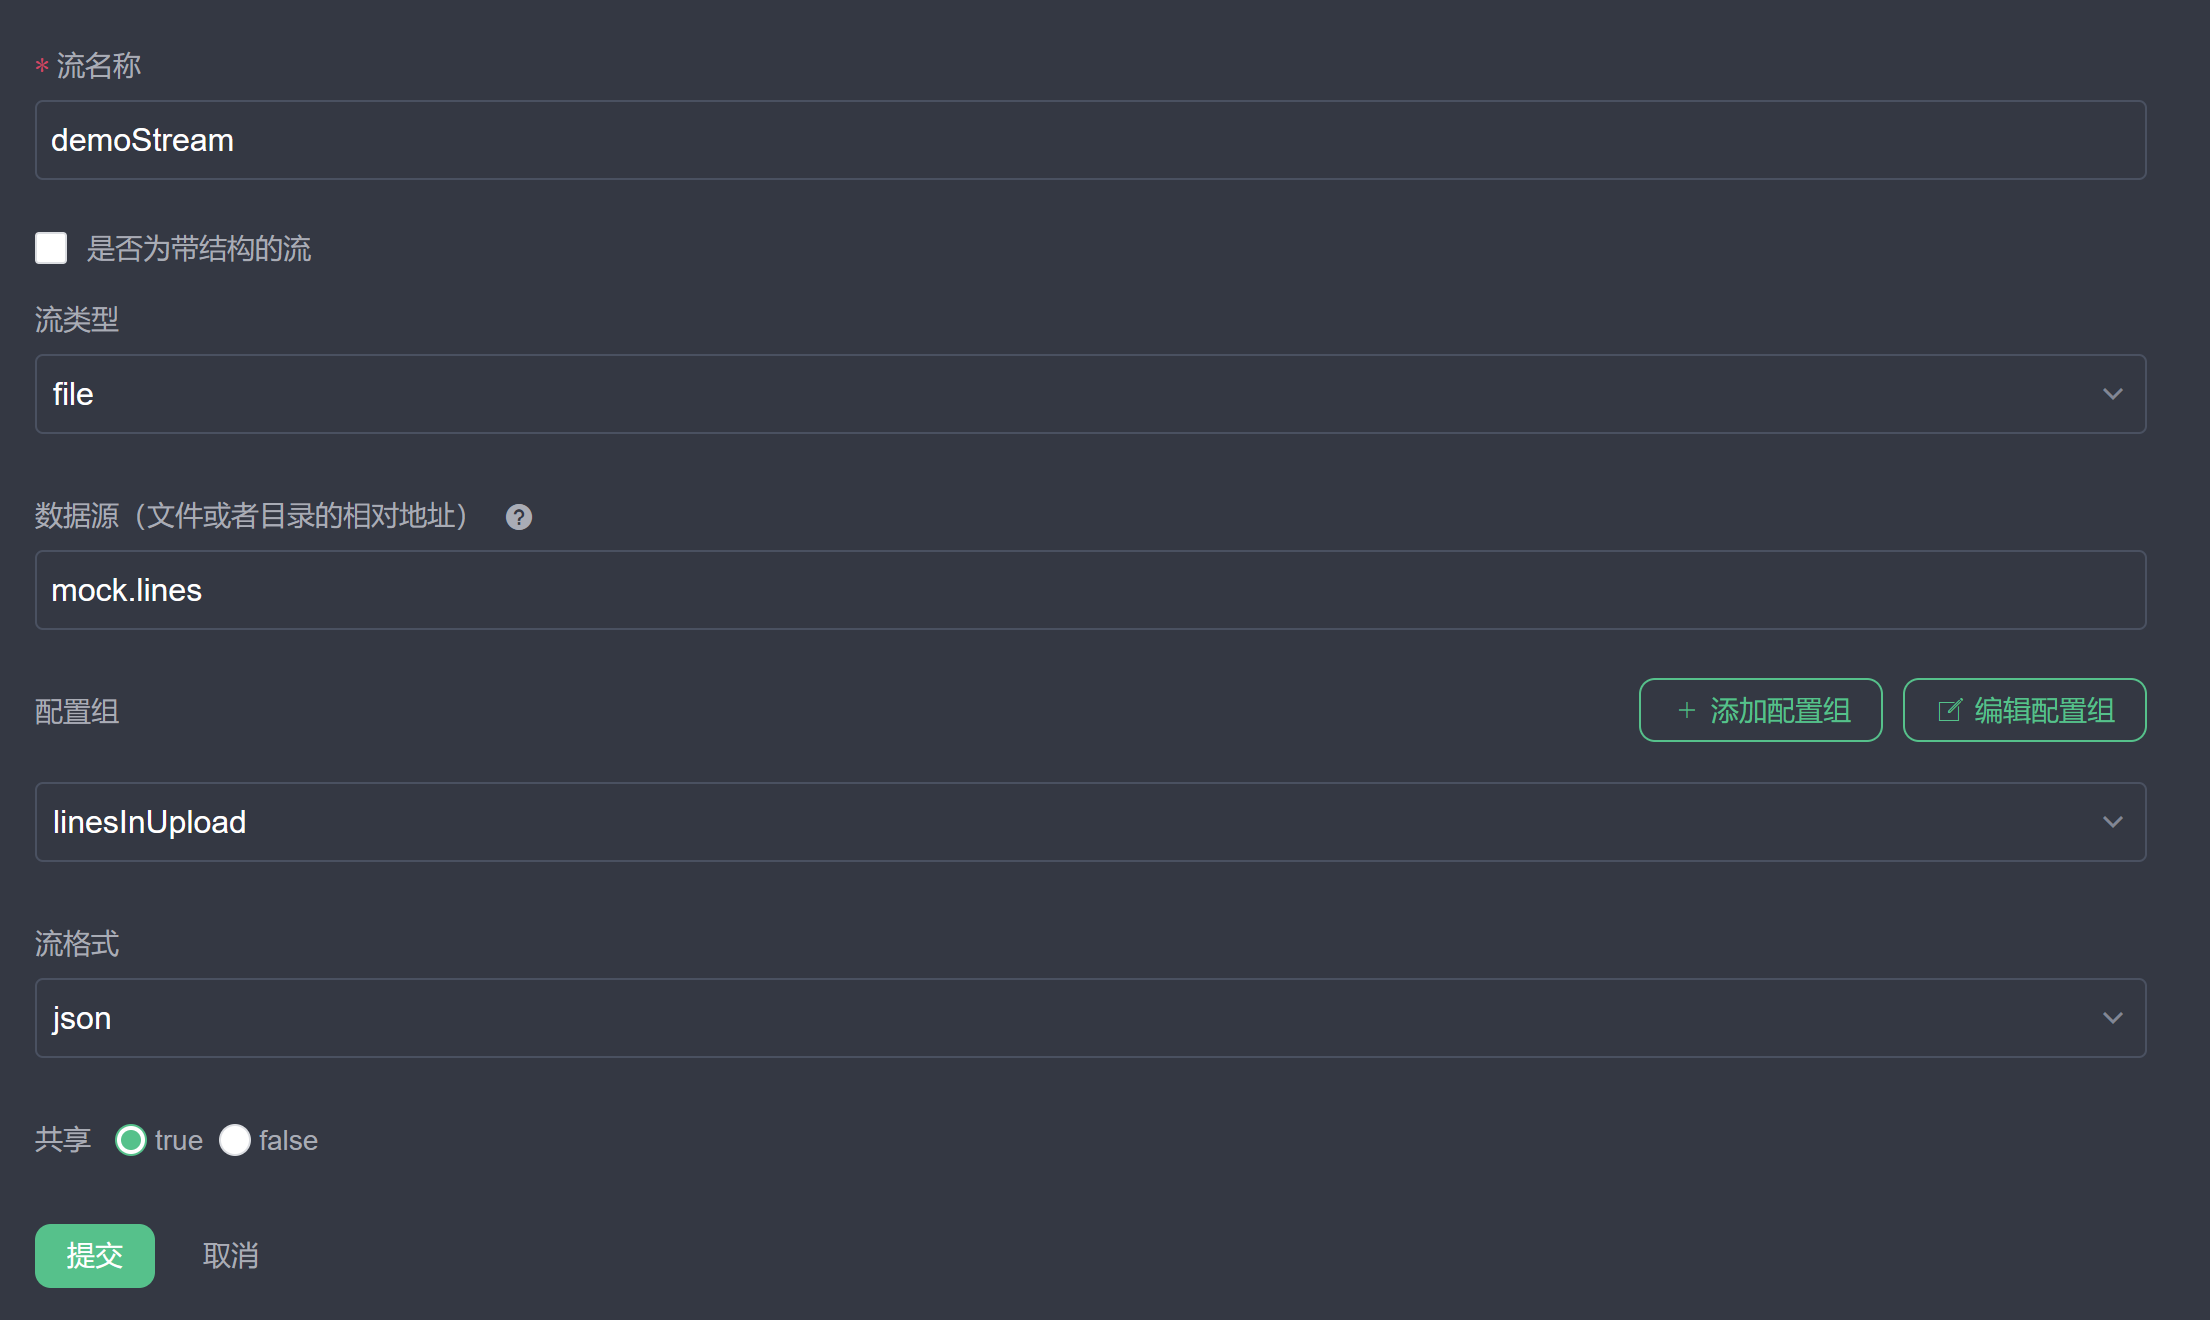 * 流名称
demoStream
是否为带结构的流
流类型
file
数据源（文件或者目录的相对地址） ?
mock.lines
配置组 + 添加配置组 编辑配置组
linesInUpload
流格式
json
共享 true false
提交 取消